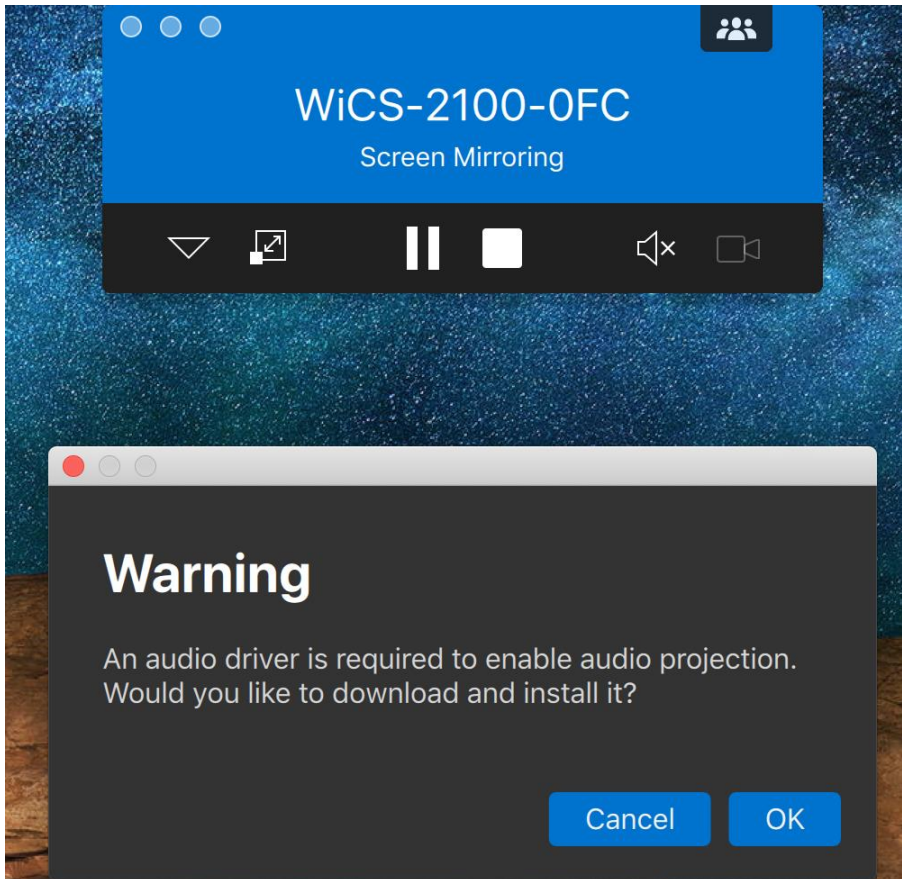 WiCS-2100-0FC
Screen Mirroring
Warning
An audio driver is required to enable audio projection.
Would you like to download and install it?
Cancel
OK